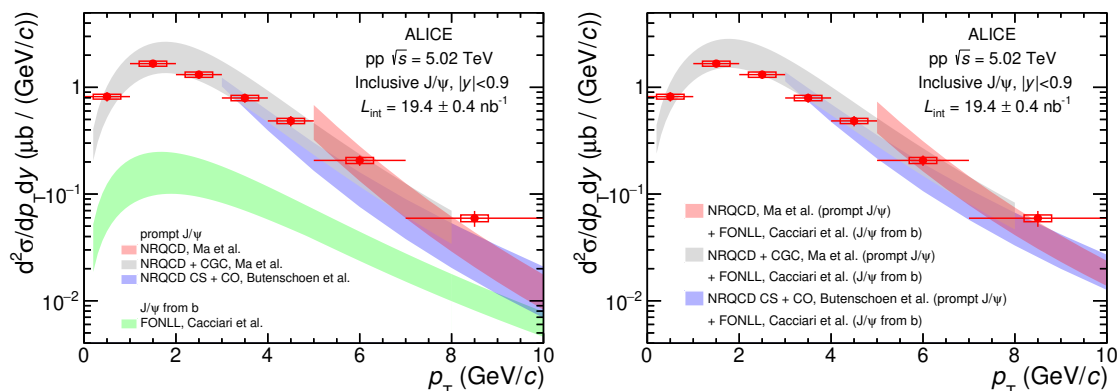 d²σ/dp_T dy (μb / (GeV/c))
1
10⁻¹
10⁻²
ALICE
pp √s = 5.02 TeV
Inclusive J/ψ, |y|<0.9
L_int = 19.4 ± 0.4 nb⁻¹
prompt J/ψ
NRQCD, Ma et al.
NRQCD + CGC, Ma et al.
NRQCD CS + CO, Butenschoen et al.
J/ψ from b
FONLL, Cacciari et al.
0 2 4 6 8 10
p_T (GeV/c)
d²σ/dp_T dy (μb / (GeV/c))
1
10⁻¹
10⁻²
ALICE
pp √s = 5.02 TeV
Inclusive J/ψ, |y|<0.9
L_int = 19.4 ± 0.4 nb⁻¹
NRQCD, Ma et al. (prompt J/ψ)
+ FONLL, Cacciari et al. (J/ψ from b)
NRQCD + CGC, Ma et al. (prompt J/ψ)
+ FONLL, Cacciari et al. (J/ψ from b)
NRQCD CS + CO, Butenschoen et al. (prompt J/ψ)
+ FONLL, Cacciari et al. (J/ψ from b)
0 2 4 6 8 10
p_T (GeV/c)